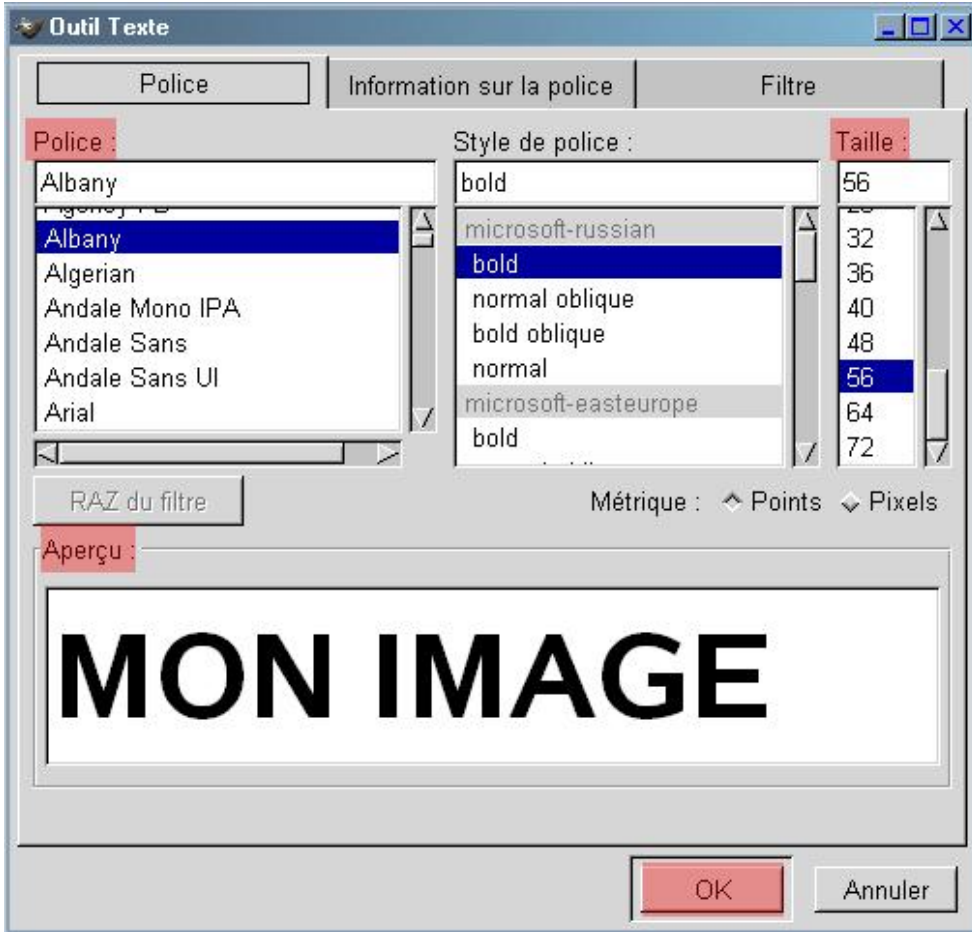 Outil Texte
Police
Information sur la police
Filtre
Police :
Style de police :
Taille :
Albany
bold
56
Albany
Algerian
Andale Mono IPA
Andale Sans
Andale Sans UI
Arial
microsoft-russian
bold
normal oblique
bold oblique
normal
microsoft-easteurope
bold
32
36
40
48
56
64
72
RAZ du filtre
Métrique : Points Pixels
Aperçu :
MON IMAGE
OK
Annuler